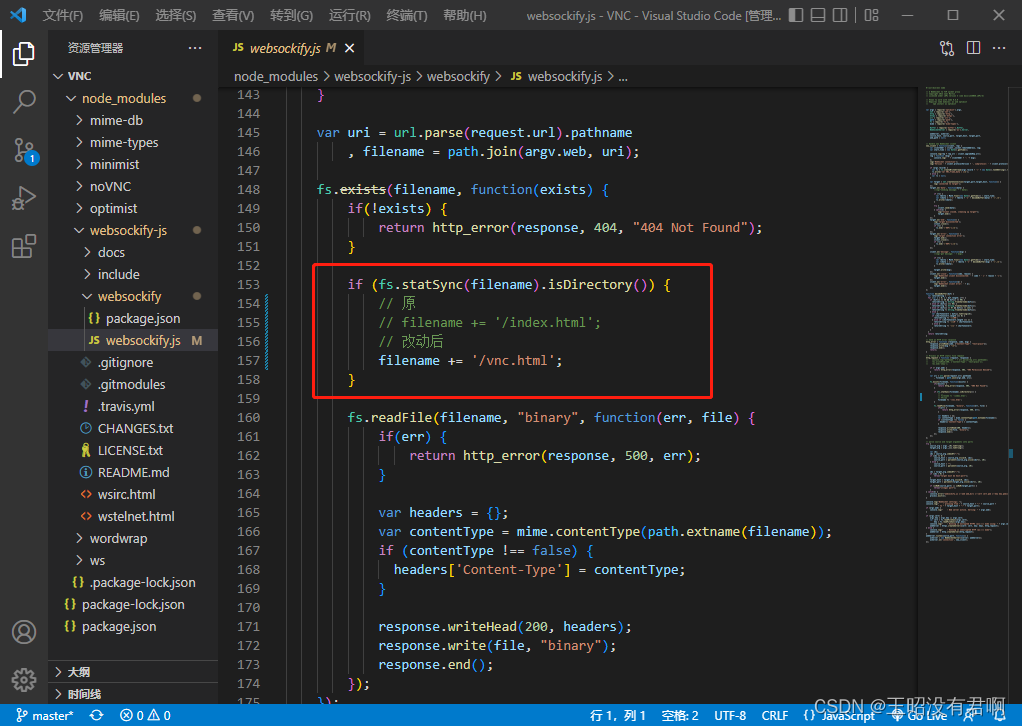 文件(F) 编辑(E) 选择(S) 查看(V) 转到(G) 运行(R) 终端(T) 帮助(H) websockify.js - VNC - Visual Studio Code [管理...
资源管理器 ...
VNC
node_modules
mime-db
mime-types
minimist
noVNC
optimist
websockify-js
docs
include
websockify
{} package.json
JS websockify.js M
.gitignore
.gitmodules
! .travis.yml
CHANGES.txt
LICENSE.txt
README.md
<> wsirc.html
<> wstelnet.html
wordwrap
ws
{} .package-lock.json
{} package-lock.json
{} package.json
大纲
时间线
1
JS websockify.js M
node_modules > websockify-js > websockify > JS websockify.js > ...
143 }
144
145 var uri = url.parse(request.url).pathname
146 , filename = path.join(argv.web, uri);
147
148 fs.exists(filename, function(exists) {
149 if(!exists) {
150 return http_error(response, 404, "404 Not Found");
151 }
152
153 if (fs.statSync(filename).isDirectory()) {
154 // 原
155 // filename += '/index.html';
156 // 改动后
157 filename += '/vnc.html';
158 }
159
160 fs.readFile(filename, "binary", function(err, file) {
161 if(err) {
162 return http_error(response, 500, err);
163 }
164
165 var headers = {};
166 var contentType = mime.contentType(path.extname(filename));
167 if (contentType !== false) {
168 headers['Content-Type'] = contentType;
169 }
170
171 response.writeHead(200, headers);
172 response.write(file, "binary");
173 response.end();
174 });
175 });
master* 0 0 行 1, 列 1 空格: 2 UTF-8 CRLF {} JavaScript Go Live
CSDN @王昭没有君啊